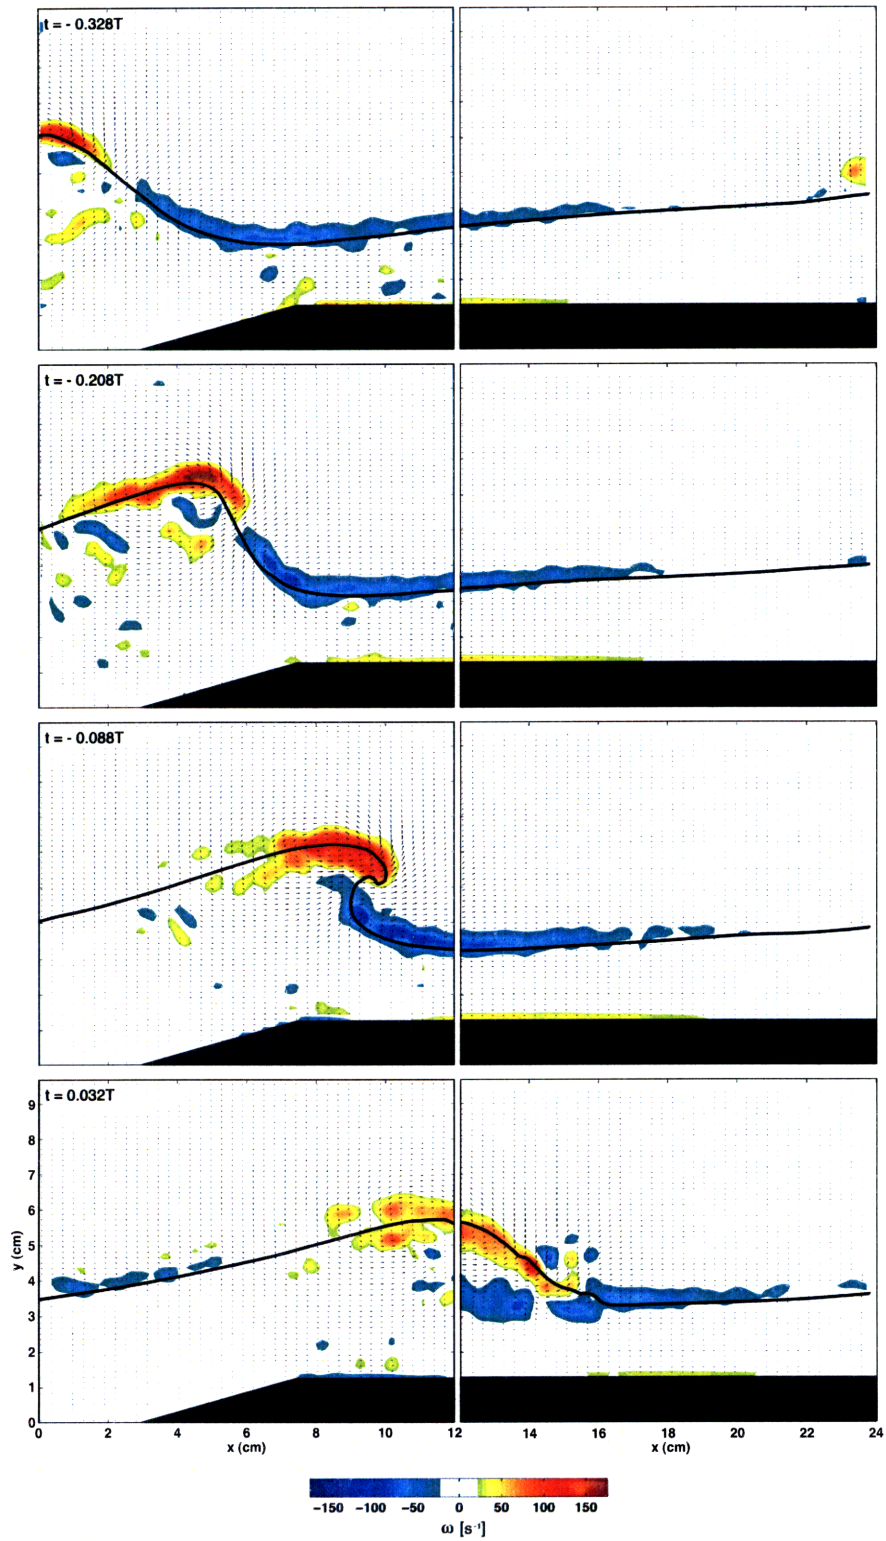 t = - 0.328T
t = - 0.208T
t = - 0.088T
t = 0.032T
9
8
7
6
5
4
3
2
1
0
y (cm)
0 2 4 6 8 10 12 14 16 18 20 22 24
x (cm) x (cm)
−150 −100 −50 0 50 100 150
ω [s⁻¹]